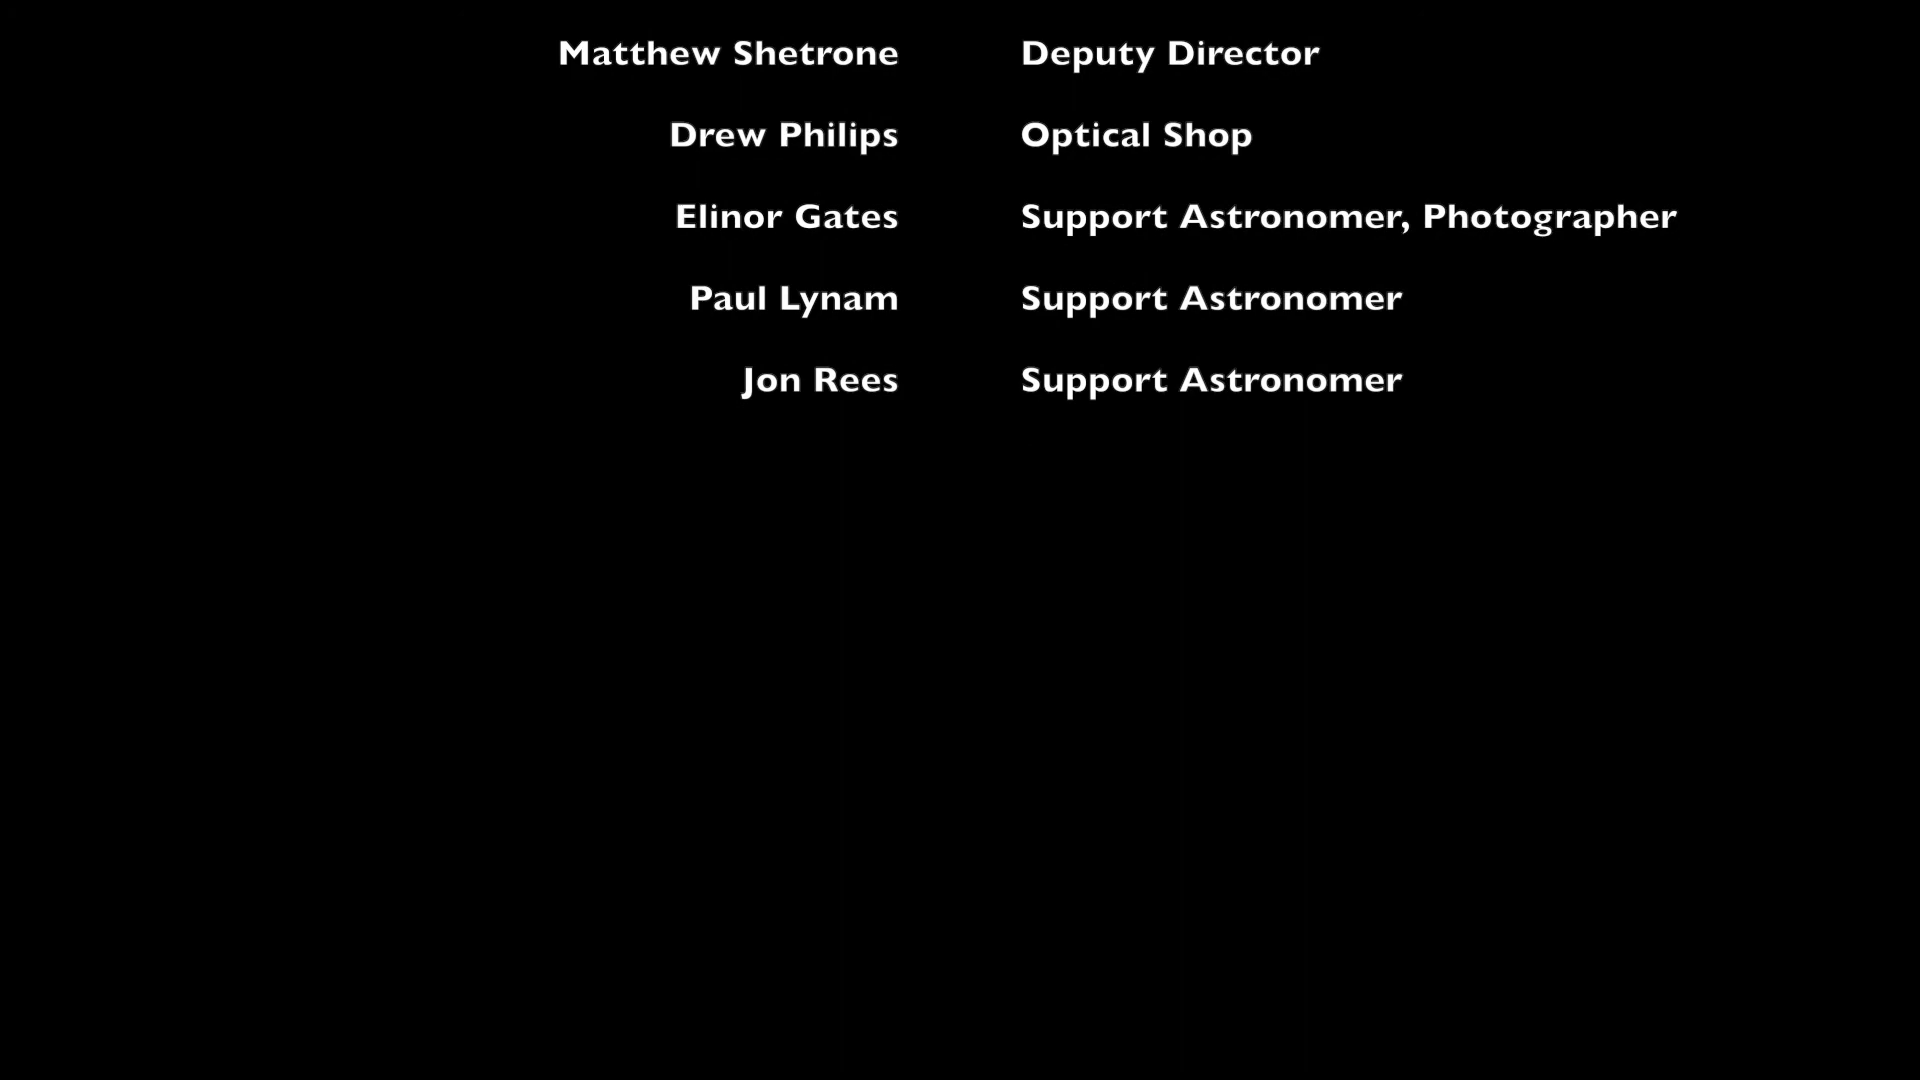 Matthew Shetrone Deputy Director
Drew Philips Optical Shop
Elinor Gates Support Astronomer, Photographer
Paul Lynam Support Astronomer
Jon Rees Support Astronomer